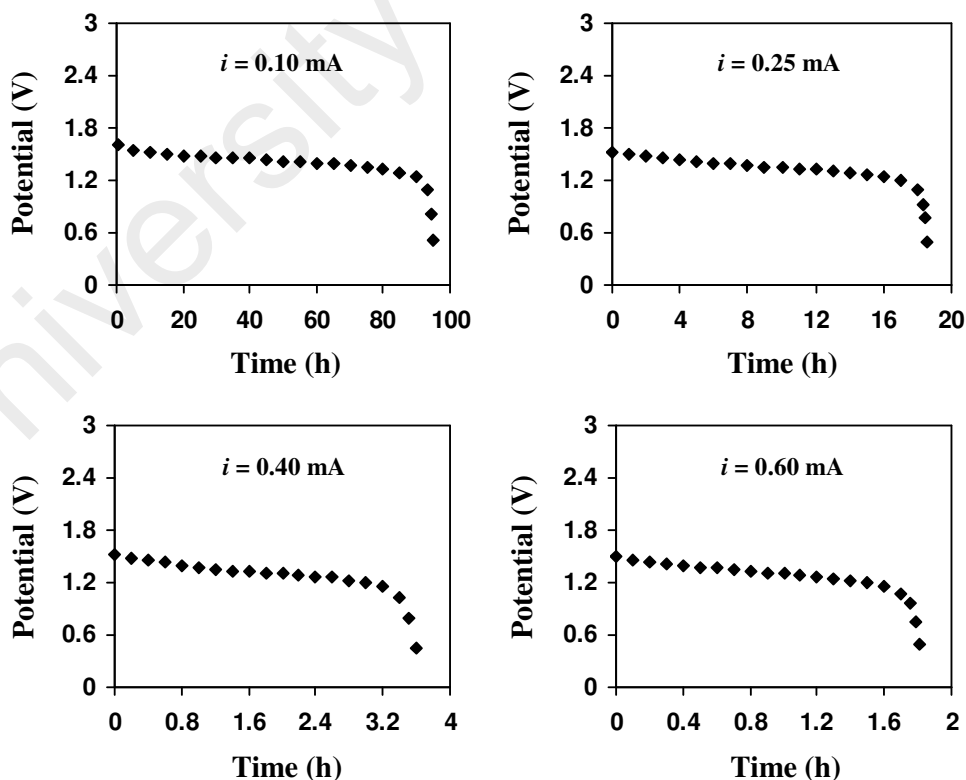 Potential (V)
3
2.4
1.8
1.2
0.6
0
i = 0.10 mA
0 20 40 60 80 100
Time (h)
Potential (V)
3
2.4
1.8
1.2
0.6
0
i = 0.25 mA
0 4 8 12 16 20
Time (h)
Potential (V)
3
2.4
1.8
1.2
0.6
0
i = 0.40 mA
0 0.8 1.6 2.4 3.2 4
Time (h)
Potential (V)
3
2.4
1.8
1.2
0.6
0
i = 0.60 mA
0 0.4 0.8 1.2 1.6 2
Time (h)
niversity